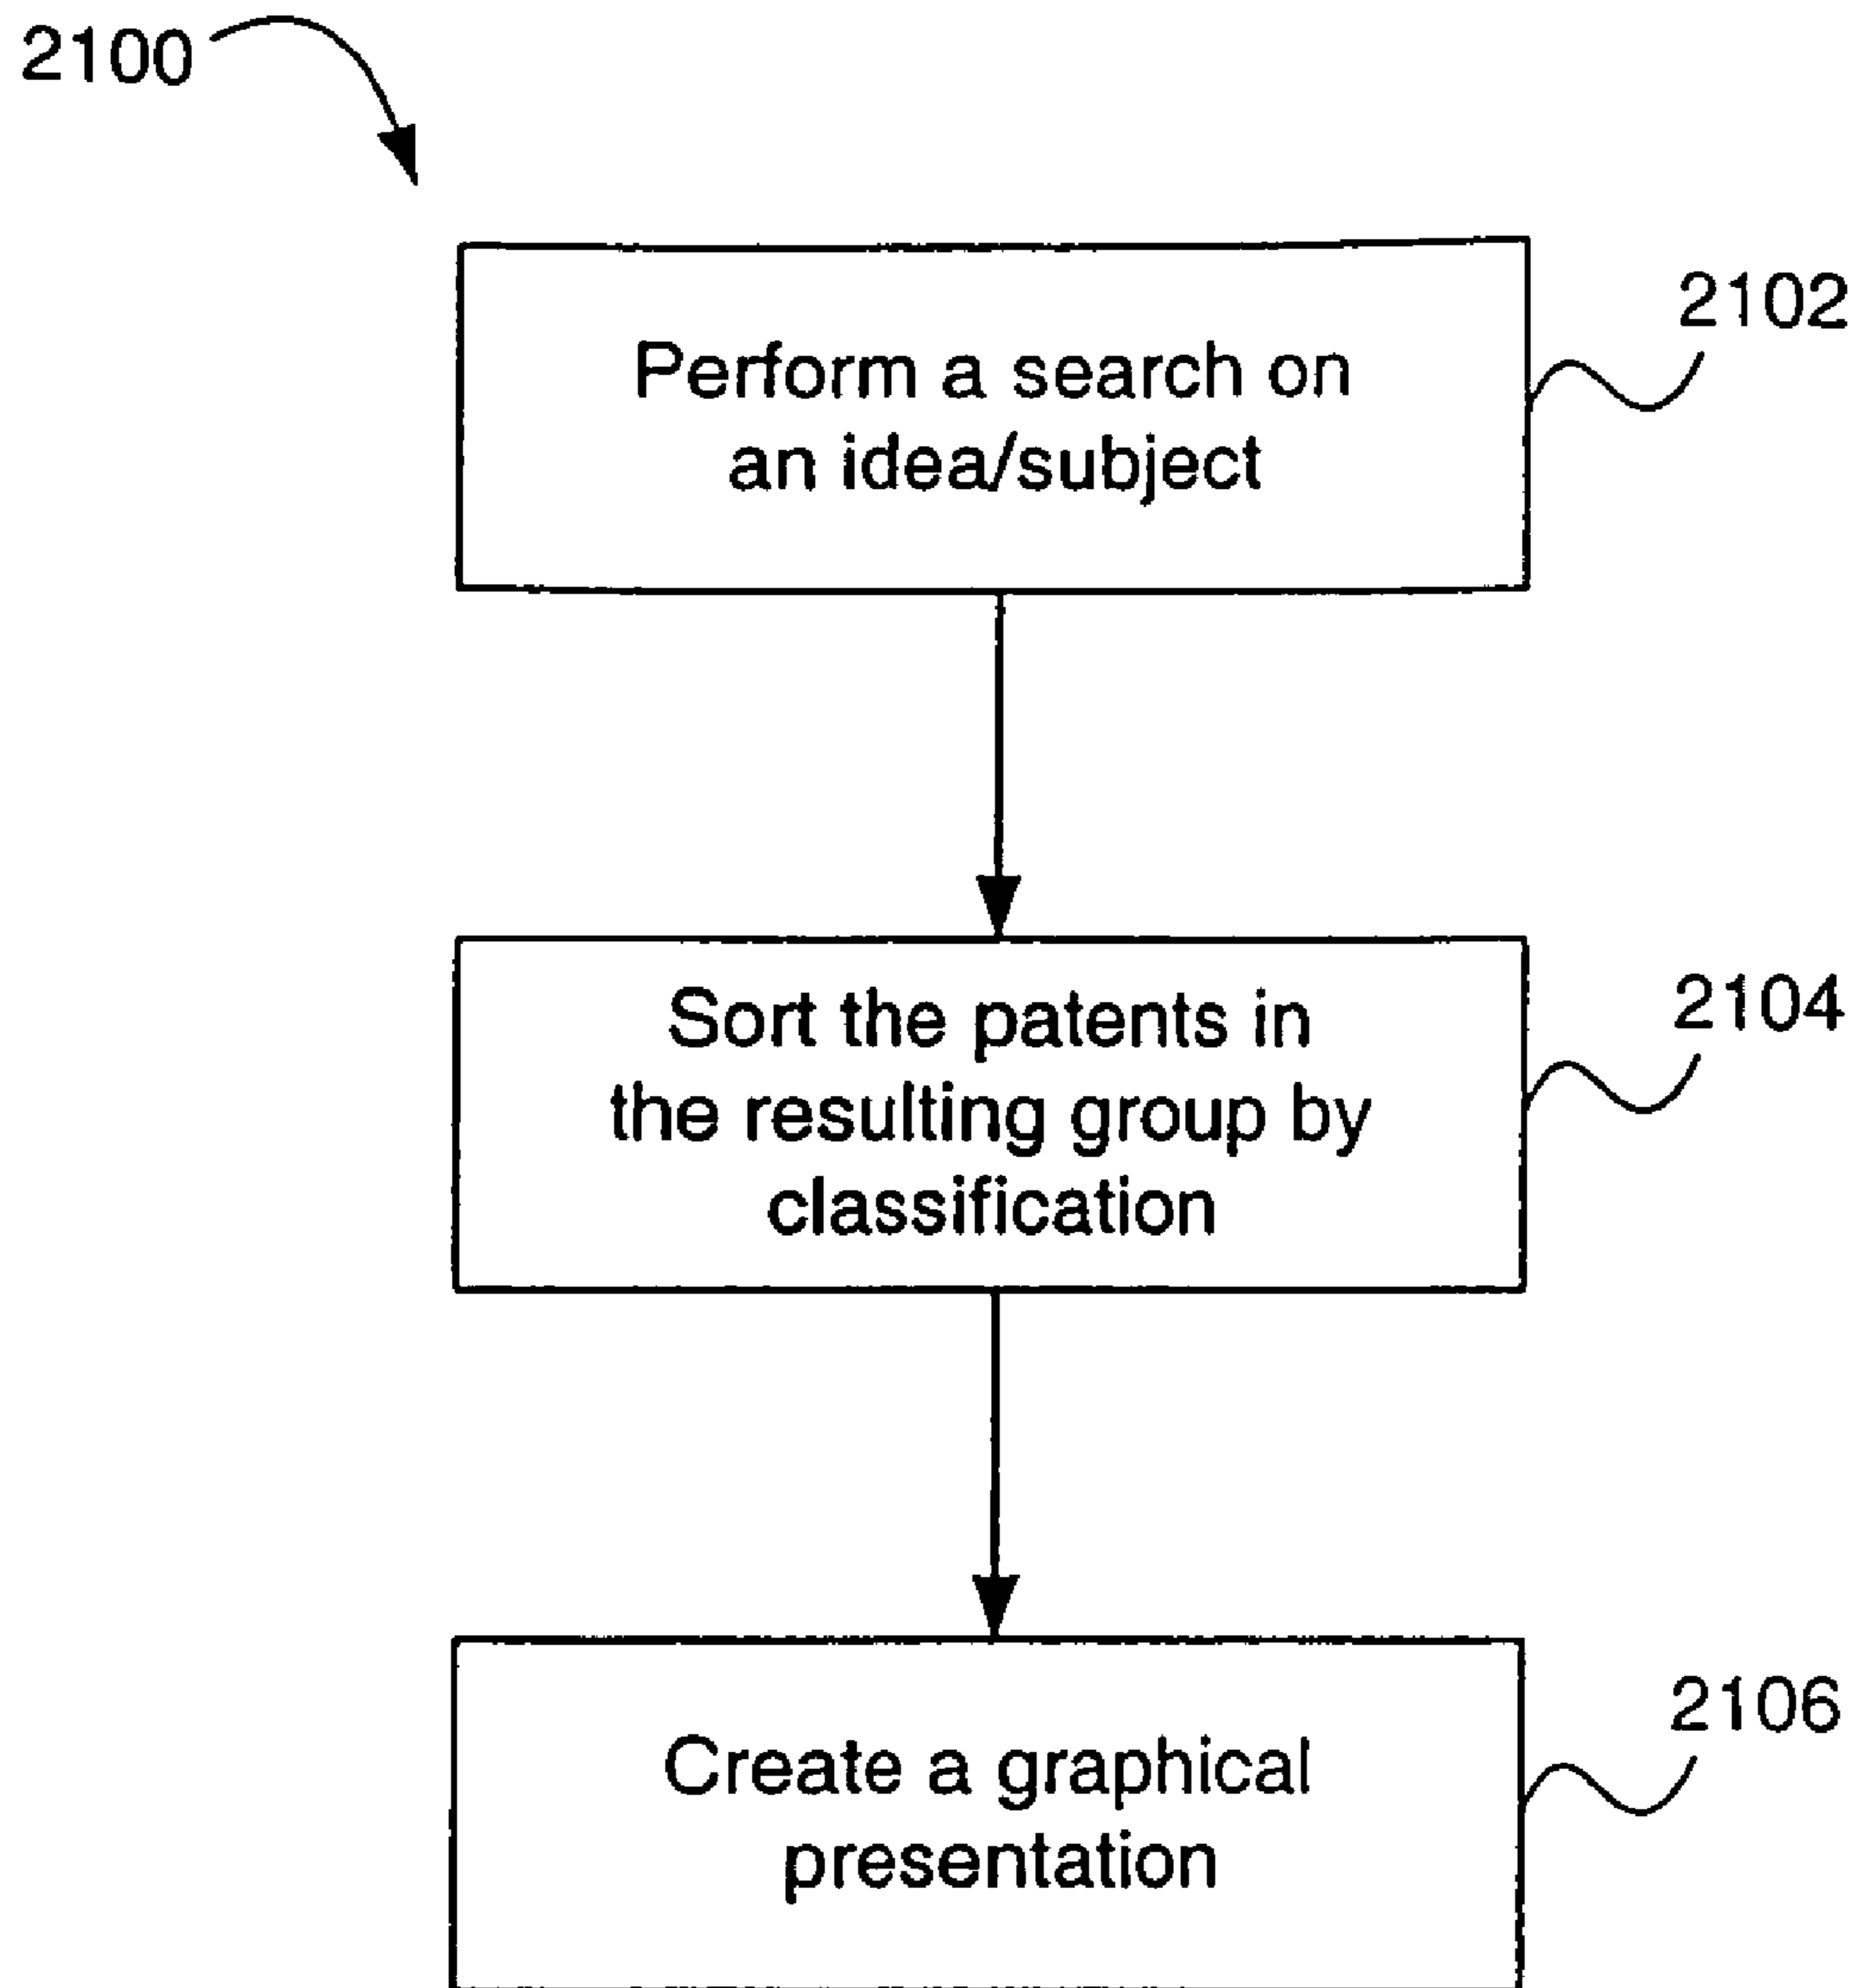 2100
Perform a search on
an idea/subject
2102
Sort the patents in
the resulting group by
classification
2104
Create a graphical
presentation
2106